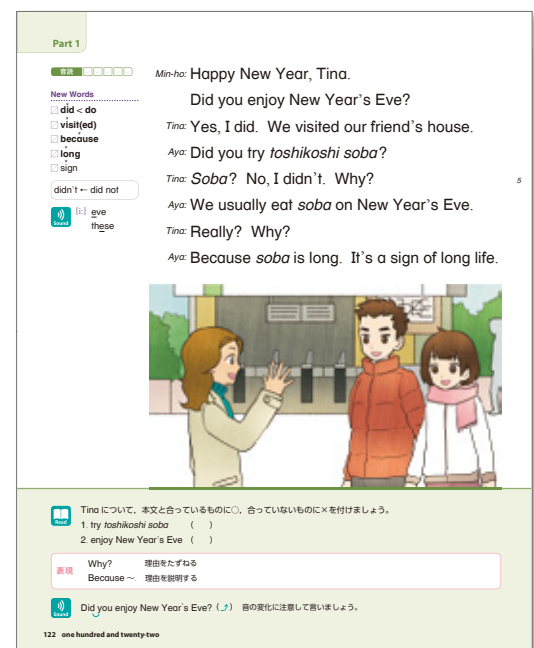 Part 1
音読
New Words
did < do
visit(ed)
because
long
sign
didn't ← did not
Sound
[iː] eve
these
Min-ho: Happy New Year, Tina.
Did you enjoy New Year's Eve?
Tina: Yes, I did. We visited our friend's house.
Aya: Did you try toshikoshi soba?
Tina: Soba? No, I didn't. Why? 5
Aya: We usually eat soba on New Year's Eve.
Tina: Really? Why?
Aya: Because soba is long. It's a sign of long life.
Read
Tina について，本文と合っているものに○，合っていないものに×を付けましょう。
1. try toshikoshi soba ( )
2. enjoy New Year's Eve ( )
表現
Why? 理由をたずねる
Because ～. 理由を説明する
Sound
Did you enjoy New Year's Eve? (⤴) 音の変化に注意して言いましょう。
122 one hundred and twenty-two